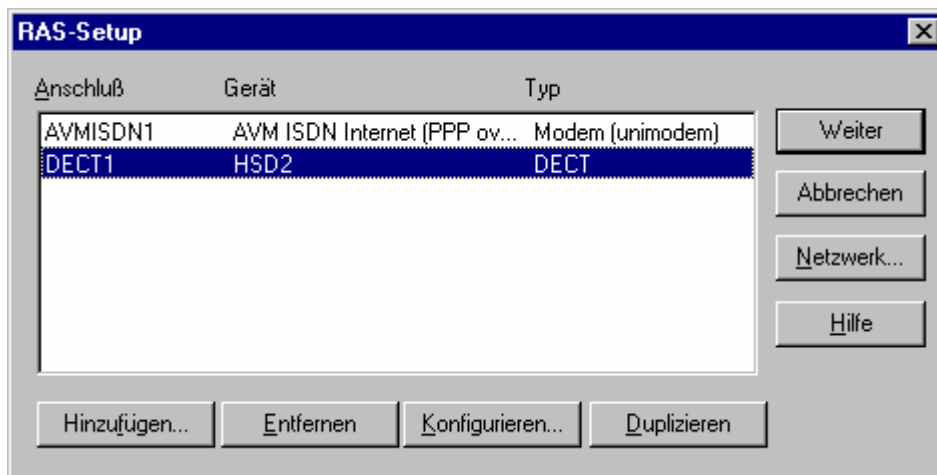 RAS-Setup
Anschluß Gerät Typ
AVMISDN1 AVM ISDN Internet (PPP ov... Modem (unimodem)
DECT1 HSD2 DECT
Weiter
Abbrechen
Netzwerk...
Hilfe
Hinzufügen... Entfernen Konfigurieren... Duplizieren